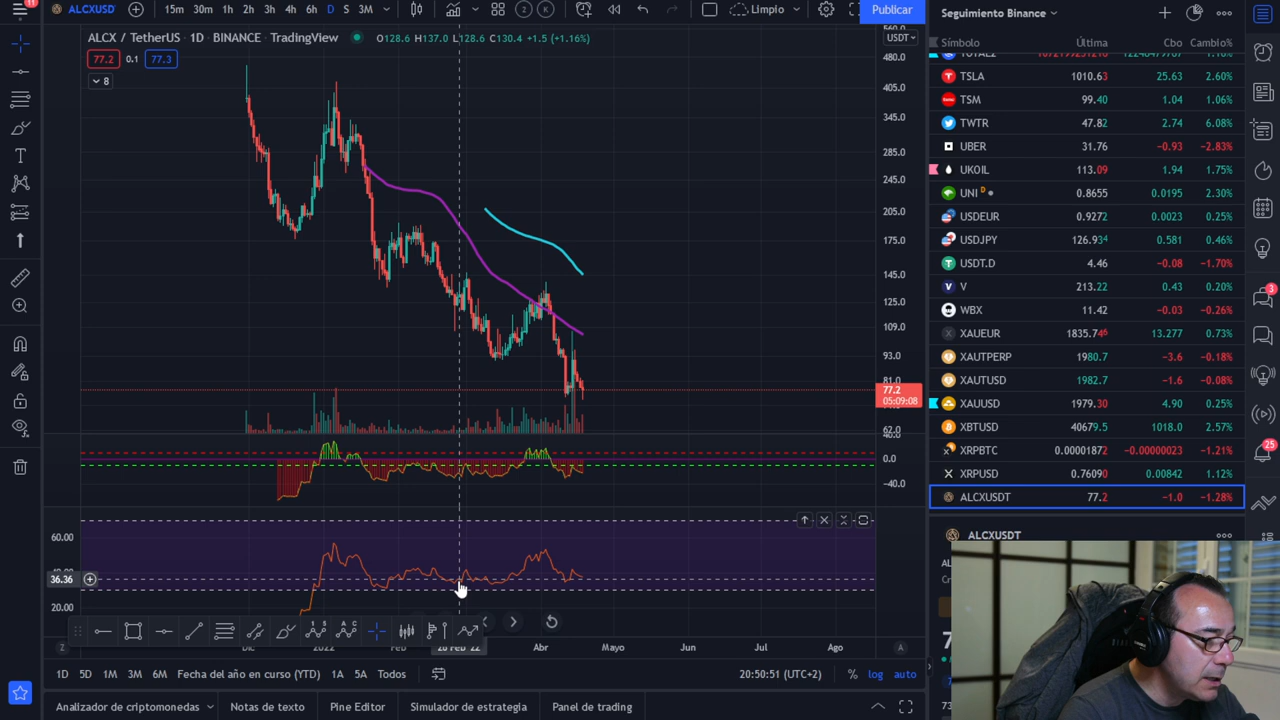 11
ALCXUSD
15m 30m 1h 2h 3h 4h 6h D S 3M
2 K
Limpio
Publicar
ALCX / TetherUS · 1D · BINANCE · TradingView
O128.6 H137.0 L128.6 C130.4 +1.5 (+1.16%)
77.2 0.1 77.3
8
USDT
480.0
405.0
345.0
285.0
245.0
205.0
175.0
145.0
125.0
109.0
93.0
81.0
77.2
05:09:08
62.0
40.0
0.0
−40.0
60.00
36.36
20.00
Dic 2022 Feb 26 Feb '22 Abr Mayo Jun Jul Ago
Z A
1D 5D 1M 3M 6M Fecha del año en curso (YTD) 1A 5A Todos
20:50:51 (UTC+2) % log auto
Analizador de criptomonedas Notas de texto Pine Editor Simulador de estrategia Panel de trading
Seguimiento Binance
Símbolo Última Cbo Cambio%
TSLA 1010.63 25.63 2.60%
TSM 99.40 1.04 1.06%
TWTR 47.82 2.74 6.08%
UBER 31.76 −0.93 −2.83%
UKOIL 113.09 1.94 1.75%
UNI D 0.8655 0.0195 2.30%
USDEUR 0.9272 0.0023 0.25%
USDJPY 126.934 0.581 0.46%
USDT.D 4.46 −0.08 −1.70%
V 213.22 0.43 0.20%
WBX 11.42 −0.03 −0.26%
XAUEUR 1835.746 13.277 0.73%
XAUTPERP 1980.7 −3.6 −0.18%
XAUTUSD 1982.7 −1.6 −0.08%
XAUUSD 1979.30 4.90 0.25%
XBTUSD 40679.5 1018.0 2.57%
XRPBTC 0.00001872 −0.00000023 −1.21%
XRPUSD 0.76090 0.00842 1.12%
ALCXUSDT 77.2 −1.0 −1.28%
ALCXUSDT
3
25